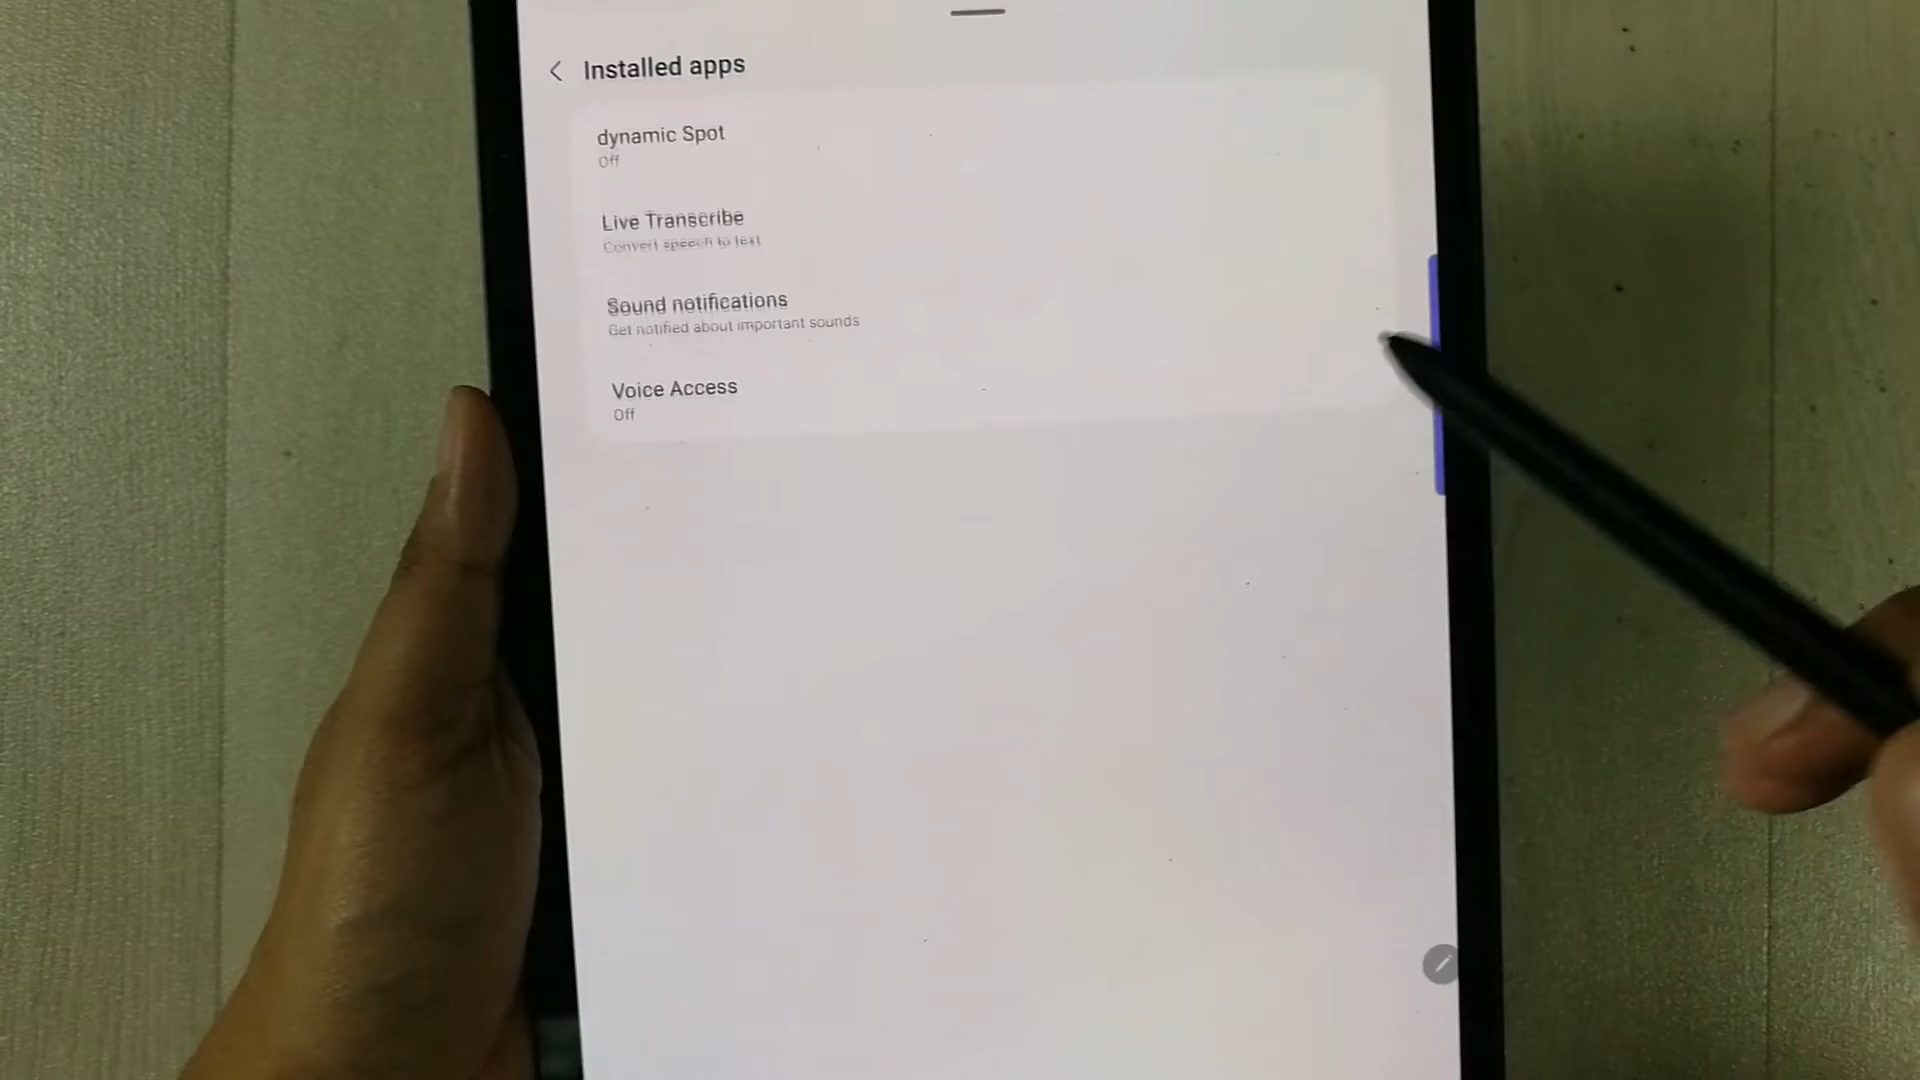 Installed apps
dynamic Spot
Off
Live Transcribe
Convert speech to text
Sound notifications
Get notified about important sounds
Voice Access
Off